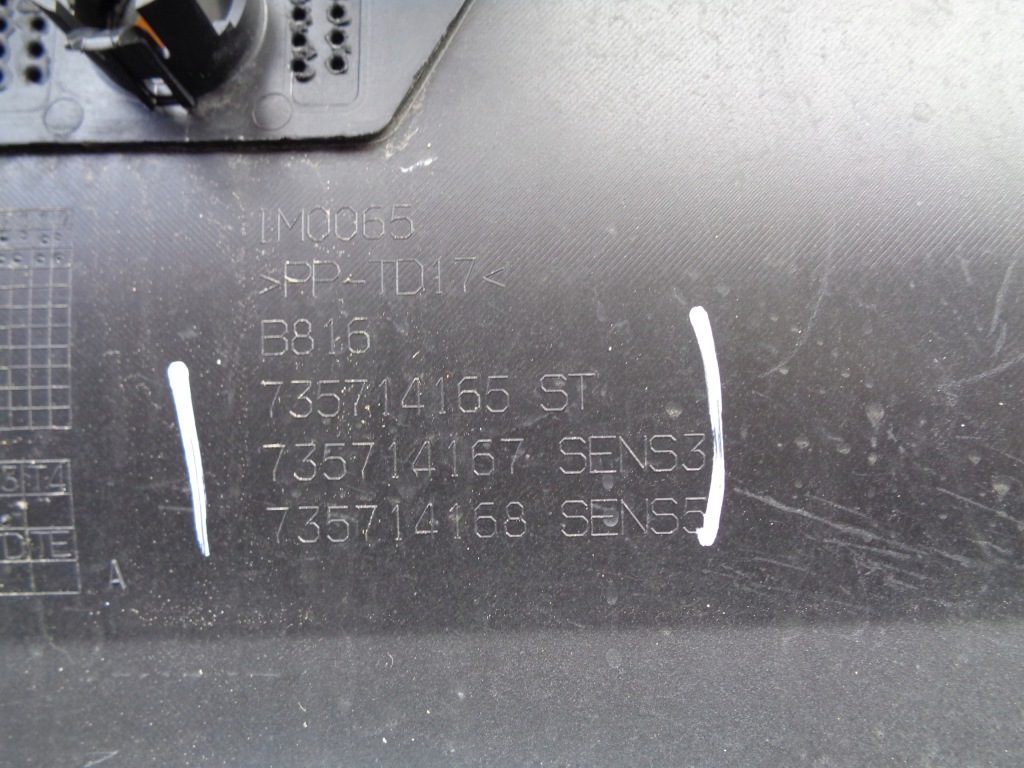 1M0065
>PP-TD17<
B816
735714165 ST
735714167 SENS3
735714168 SENS5
A